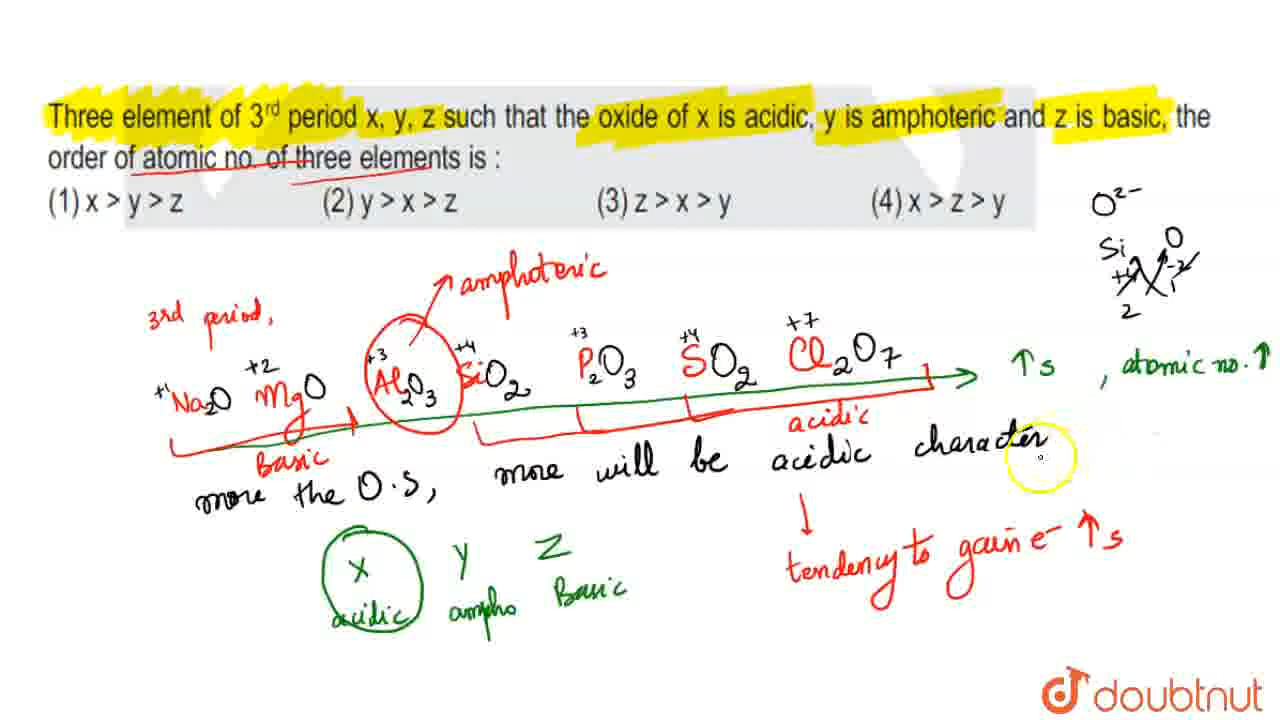 Three element of 3rd period x, y, z such that the oxide of x is acidic, y is amphoteric and z is basic, the
order of atomic no. of three elements is :
(1) x > y > z (2) y > x > z (3) z > x > y (4) x > z > y
O²⁻
Si O
+4 -2
2 1
amphoteric
3rd period,
+1 +2 +3 +4 +3 +4 +7
Na₂O MgO Al₂O₃ SiO₂ P₂O₃ SO₂ Cl₂O₇
↑s , atomic no. ↑
Basic acidic
more the O.S, more will be acidic character
tendency to gain e⁻ ↑s
x y z
acidic ampho Basic
doubtnut